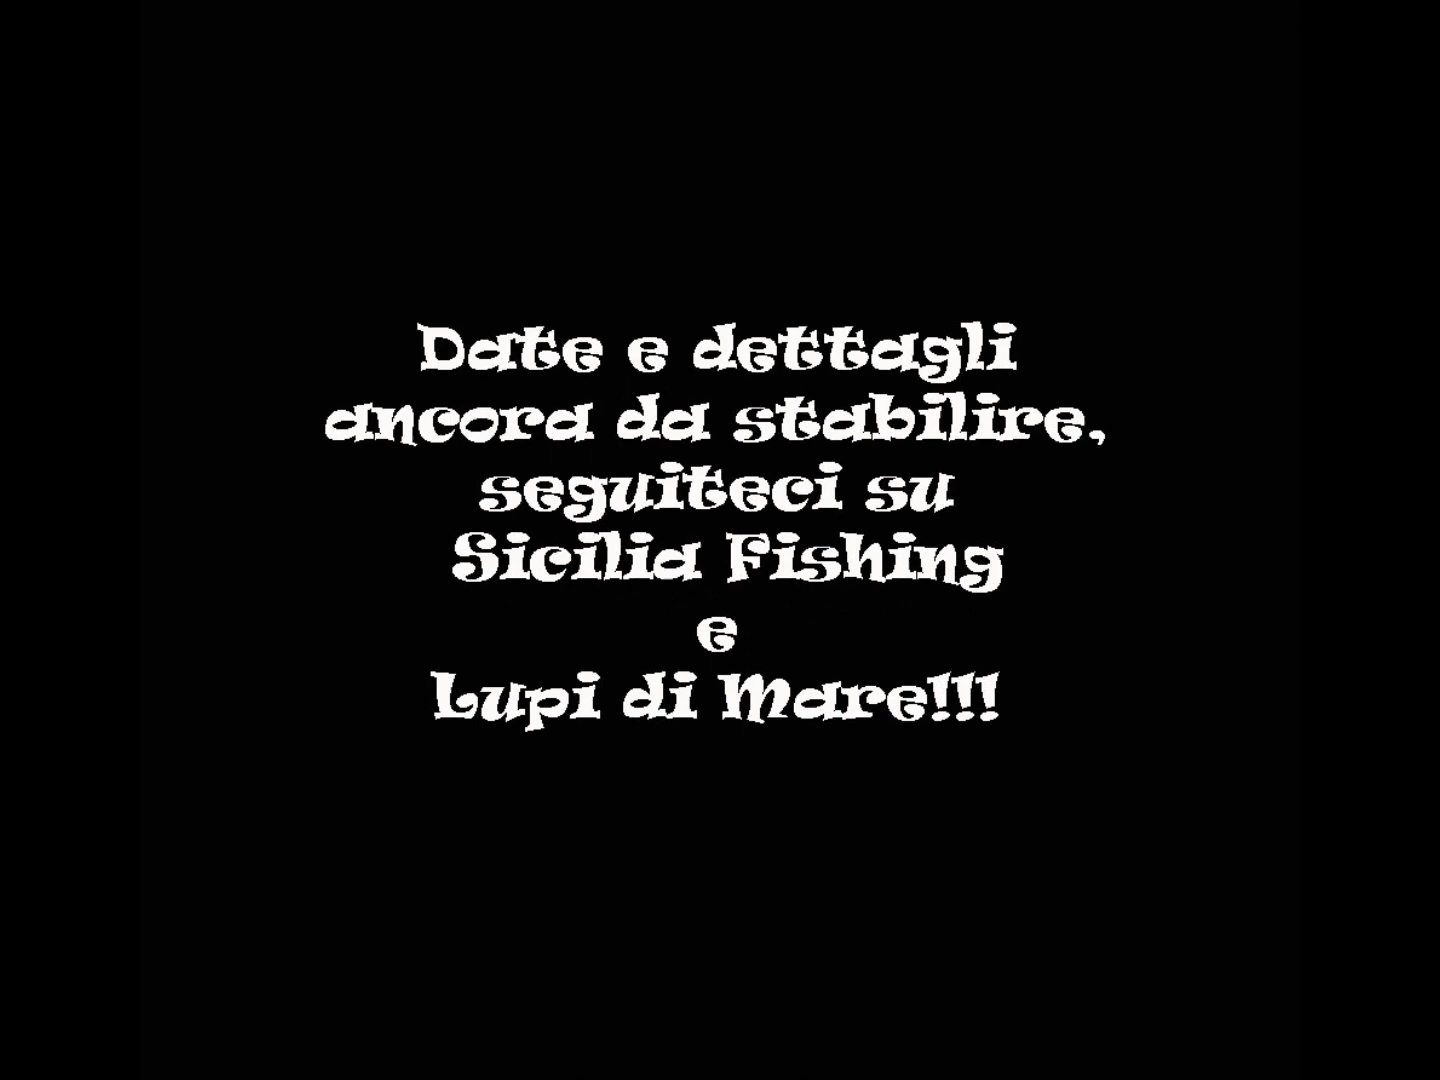 Date e dettagli
ancora da stabilire,
seguiteci su
Sicilia Fishing
e
Lupi di Mare!!!